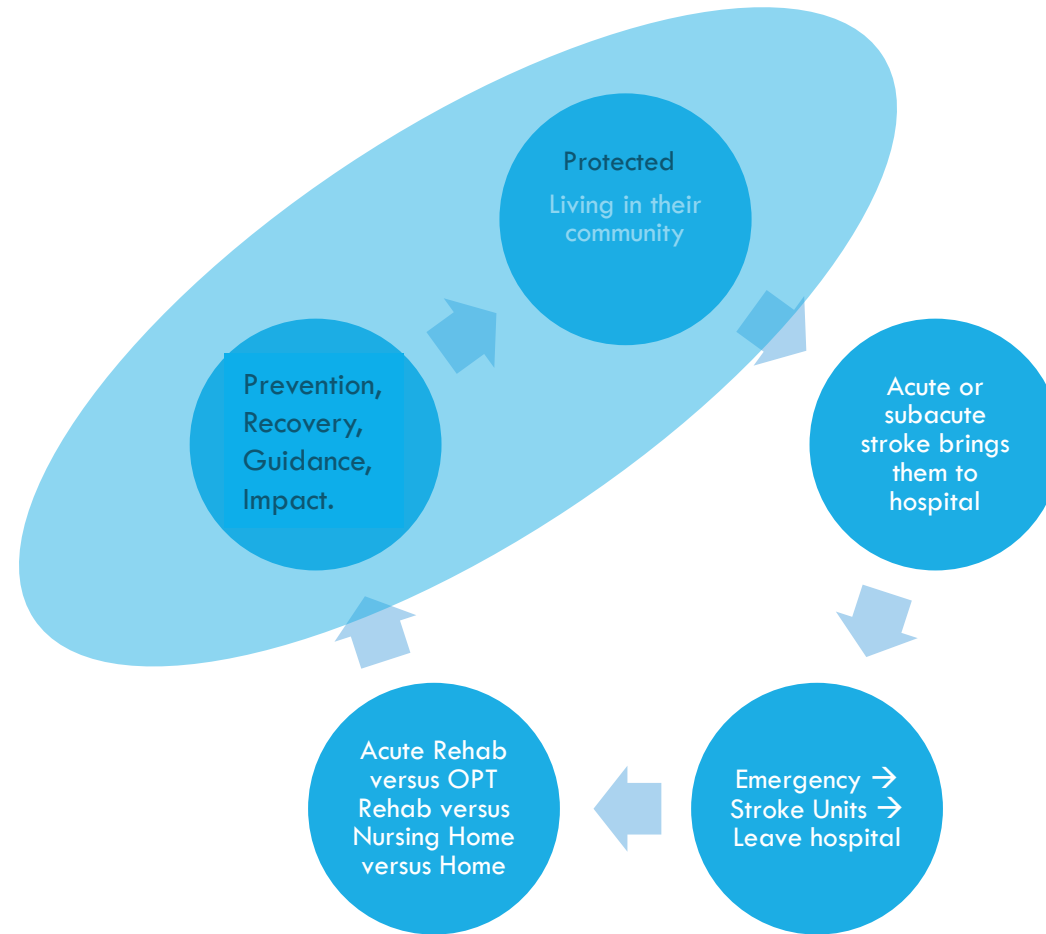 Protected
Living in their
community
Prevention,
Recovery,
Guidance,
Impact.
Acute or
subacute
stroke brings
them to
hospital
Acute Rehab
versus OPT
Rehab versus
Nursing Home
versus Home
Emergency →
Stroke Units →
Leave hospital